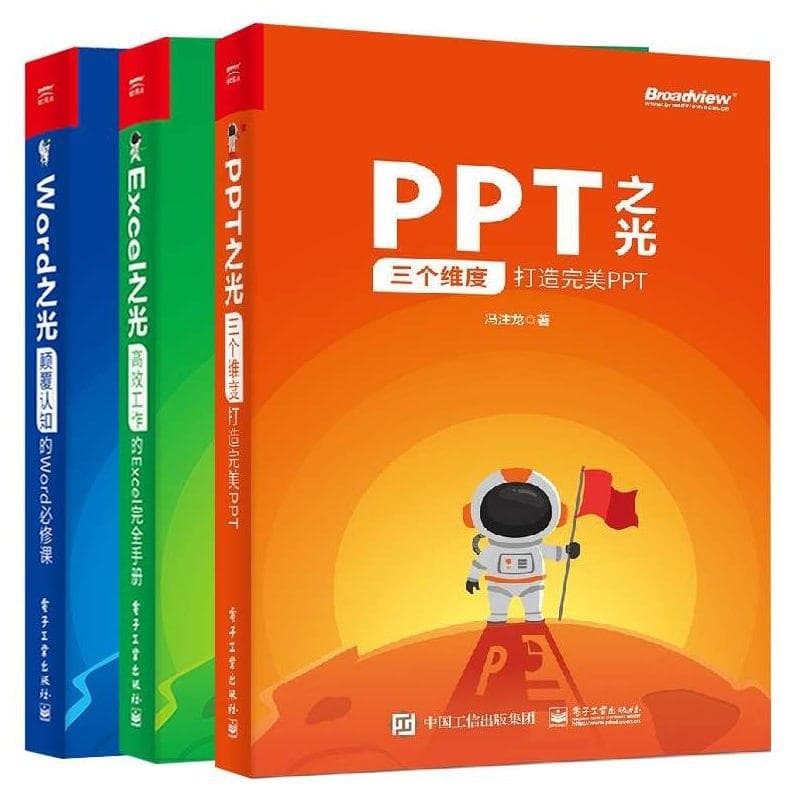 Word之光
颠覆认知
的Word必修课
电子工业出版社
Excel之光
高效工作
的Excel完全手册
电子工业出版社
PPT之光
三个维度
打造完美PPT
电子工业出版社
Broadview®
www.broadview.com.cn
PPT之光
三个维度 打造完美PPT
冯注龙◎著
P
中国工信出版集团 电子工业出版社